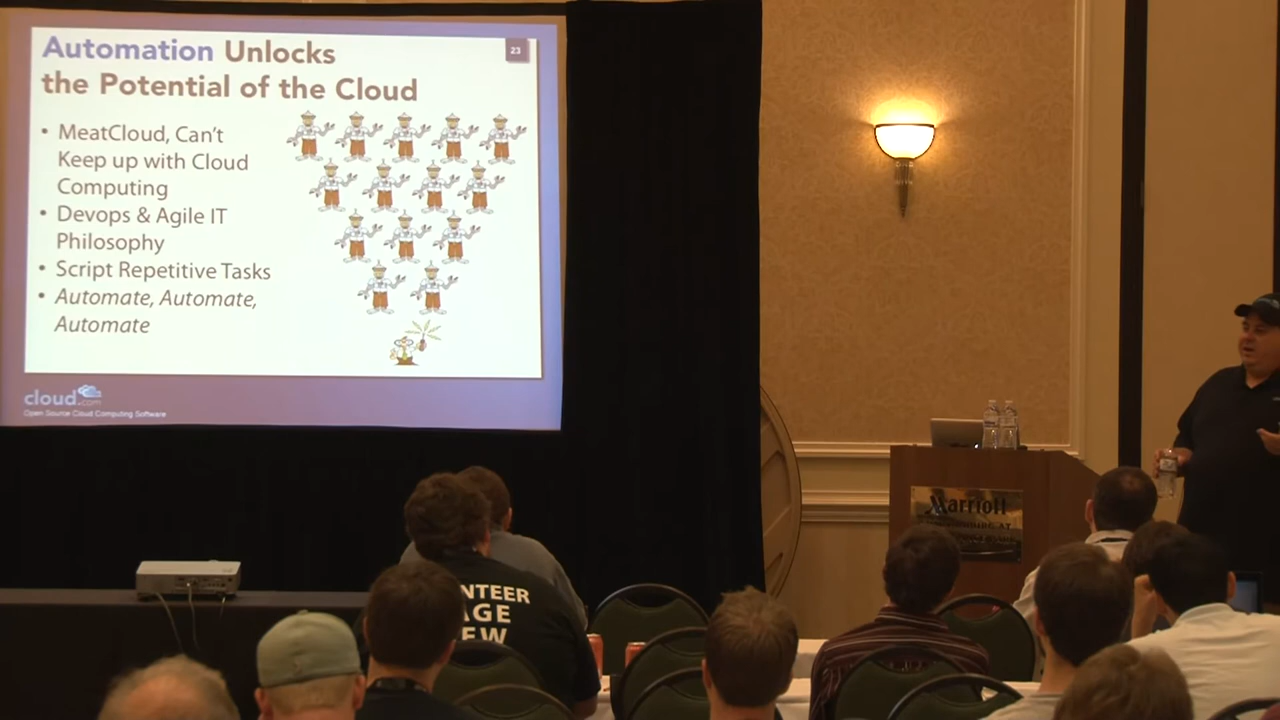 Automation Unlocks
the Potential of the Cloud
23
• MeatCloud, Can't
Keep up with Cloud
Computing
• Devops & Agile IT
Philosophy
• Script Repetitive Tasks
• Automate, Automate,
Automate
cloud.com
Open Source Cloud Computing Software
Marriott
NTEER
AGE
EW